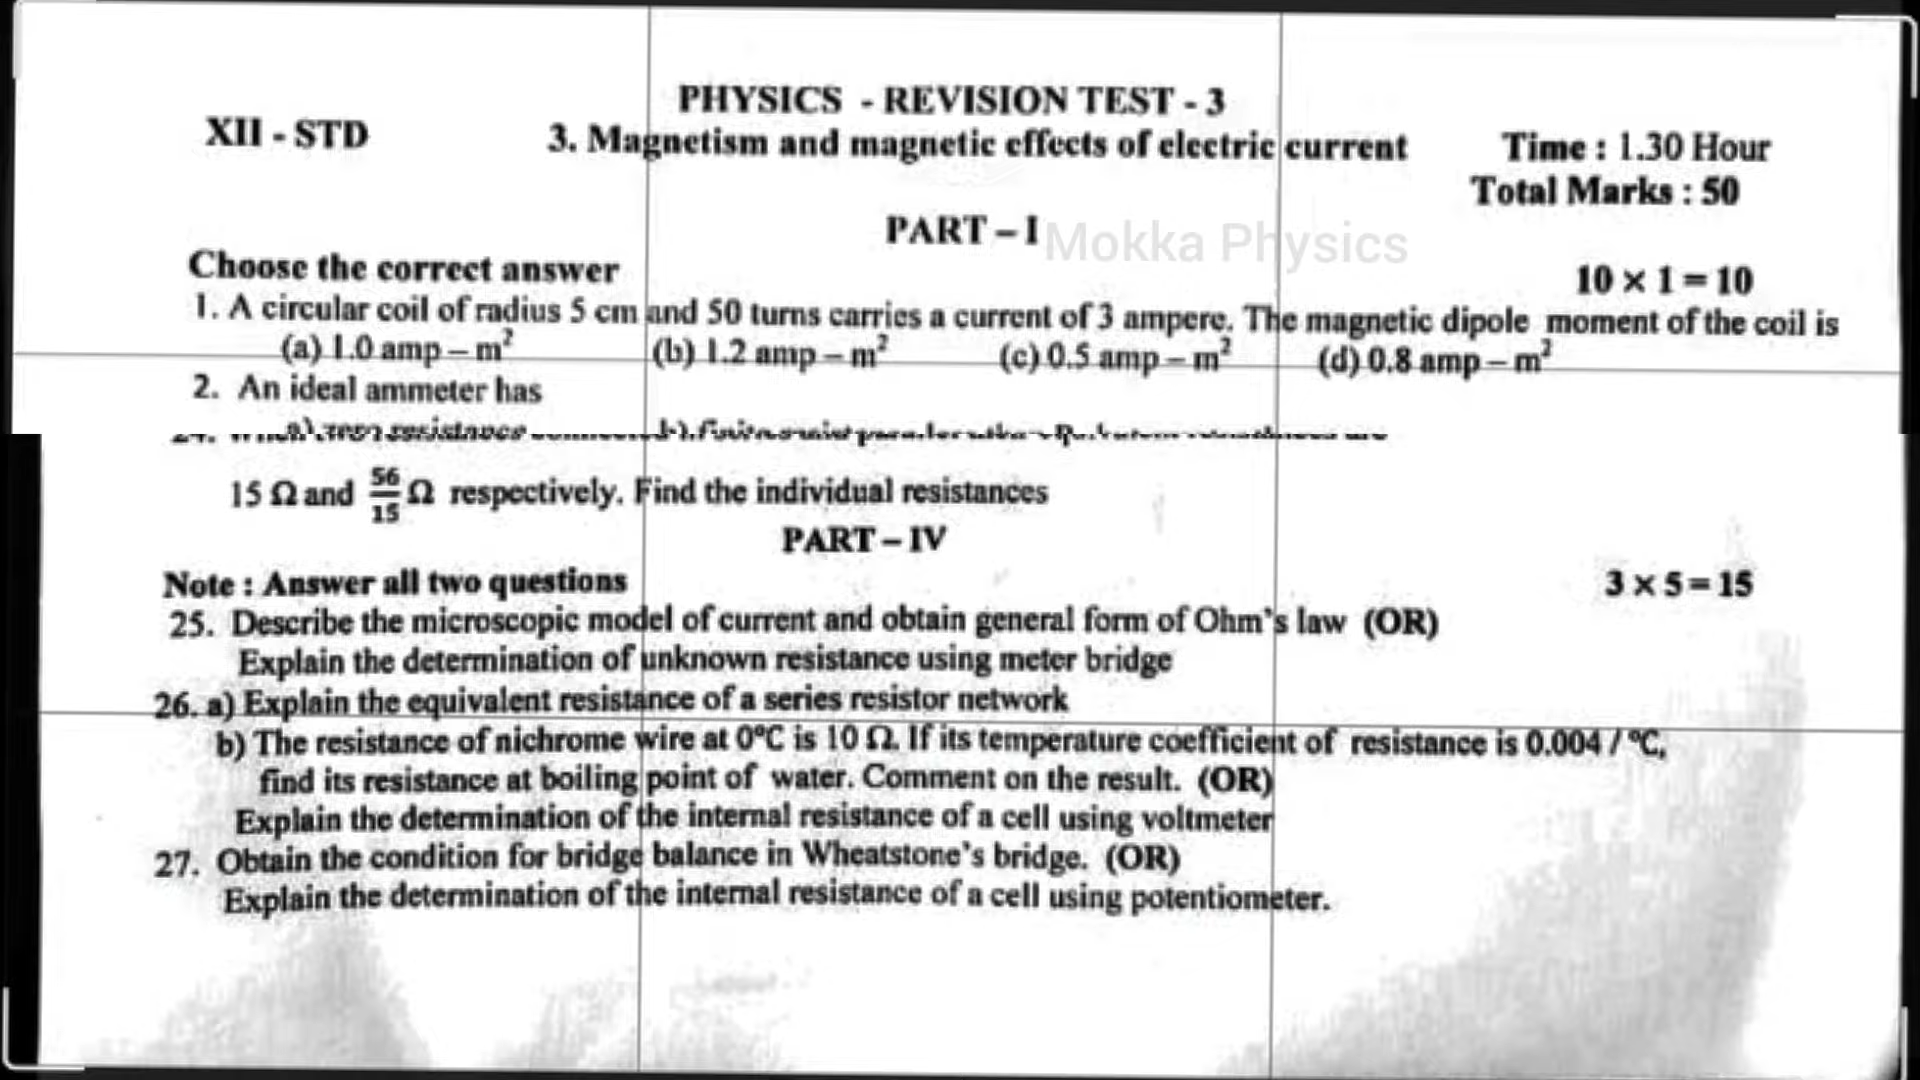 PHYSICS - REVISION TEST - 3
XII - STD 3. Magnetism and magnetic effects of electric current Time : 1.30 Hour
Total Marks : 50
PART – I
Mokka Physics
Choose the correct answer 10 × 1 = 10
1. A circular coil of radius 5 cm and 50 turns carries a current of 3 ampere. The magnetic dipole moment of the coil is
(a) 1.0 amp – m² (b) 1.2 amp – m² (c) 0.5 amp – m² (d) 0.8 amp – m²
2. An ideal ammeter has
15 Ω and 56/15 Ω respectively. Find the individual resistances
PART – IV
Note : Answer all two questions 3 × 5 = 15
25. Describe the microscopic model of current and obtain general form of Ohm's law (OR)
Explain the determination of unknown resistance using meter bridge
26. a) Explain the equivalent resistance of a series resistor network
b) The resistance of nichrome wire at 0°C is 10 Ω. If its temperature coefficient of resistance is 0.004 / °C,
find its resistance at boiling point of water. Comment on the result. (OR)
Explain the determination of the internal resistance of a cell using voltmeter
27. Obtain the condition for bridge balance in Wheatstone's bridge. (OR)
Explain the determination of the internal resistance of a cell using potentiometer.